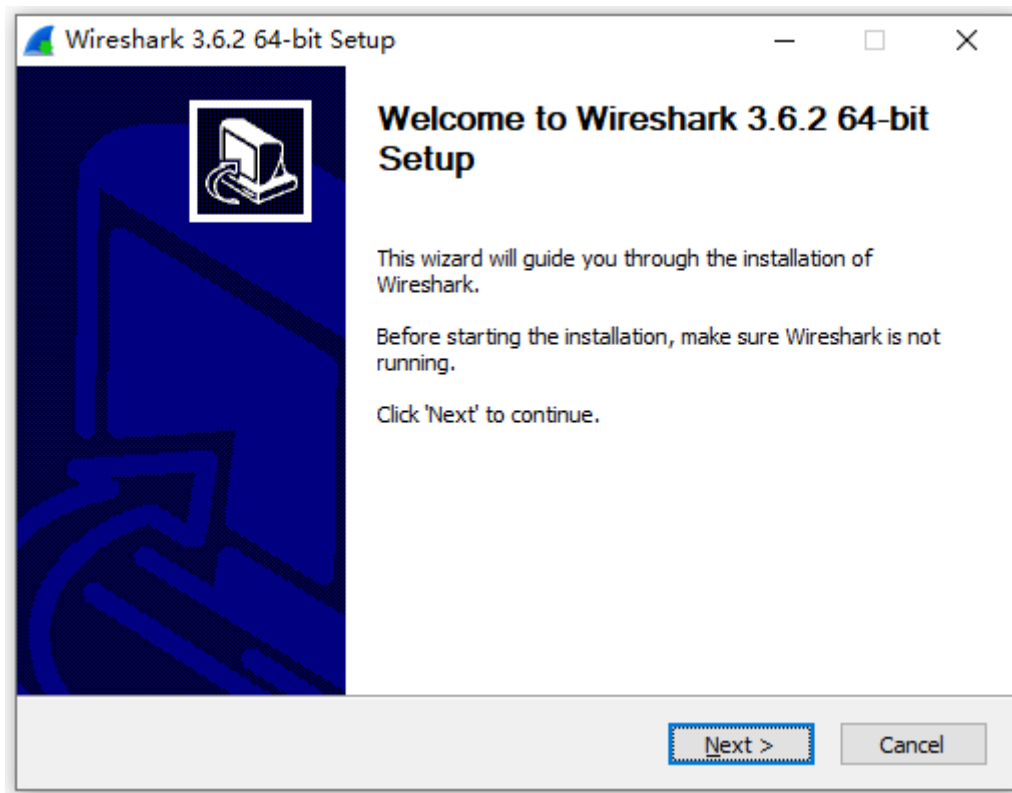 Wireshark 3.6.2 64-bit Setup
Welcome to Wireshark 3.6.2 64-bit
Setup
This wizard will guide you through the installation of
Wireshark.
Before starting the installation, make sure Wireshark is not
running.
Click 'Next' to continue.
Next >
Cancel